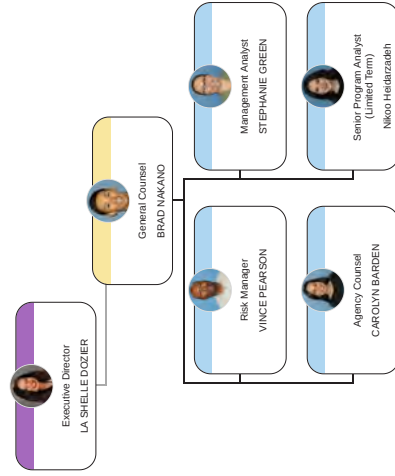 Executive Director
LA SHELLE DOZIER
General Counsel
BRAD NAKANO
Risk Manager
VINCE PEARSON
Management Analyst
STEPHANIE GREEN
Agency Counsel
CAROLYN BARDEN
Senior Program Analyst
(Limited Term)
Nikoo Heidarzadeh